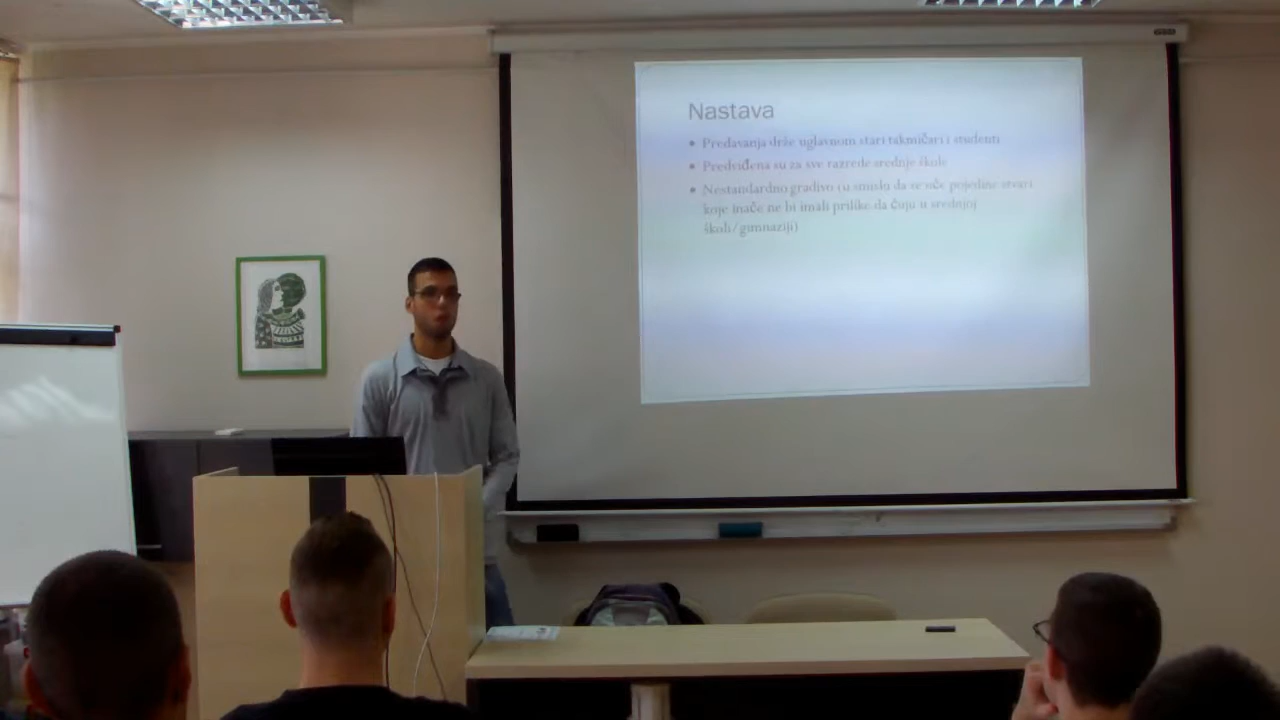 Nastava
• Predavanja drže uglavnom stari takmičari i studenti
• Predviđena su za sve razrede srednje škole
• Nestandardno gradivo (u smislu da se uče pojedine stvari
koje inače ne bi imali prilike da čuju u srednjoj
školi/gimnaziji)